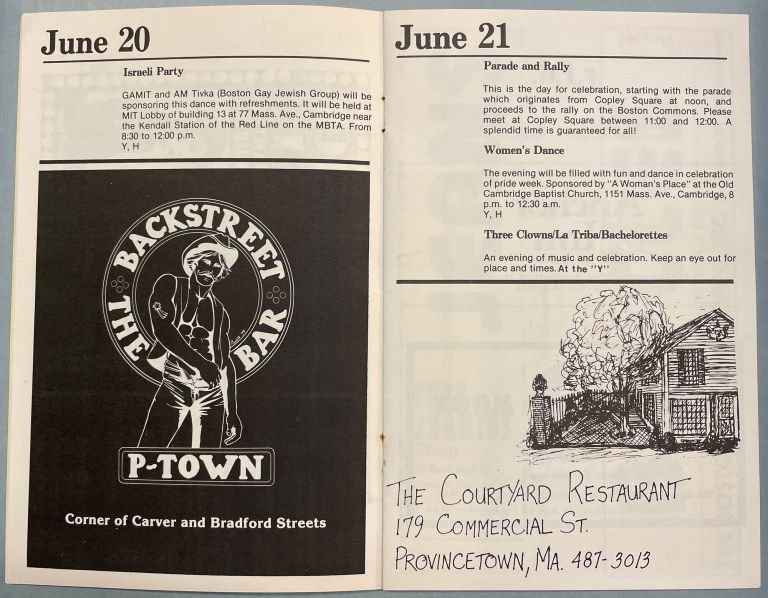 June 20
Israeli Party
GAMIT and AM Tivka (Boston Gay Jewish Group) will be
sponsoring this dance with refreshments. It will be held at
MIT Lobby of building 13 at 77 Mass. Ave., Cambridge near
the Kendall Station of the Red Line on the MBTA. From
8:30 to 12:00 p.m.
Y, H
THE BACKSTREET BAR
P-TOWN
Corner of Carver and Bradford Streets
June 21
Parade and Rally
This is the day for celebration, starting with the parade
which originates from Copley Square at noon, and
proceeds to the rally on the Boston Commons. Please
meet at Copley Square between 11:00 and 12:00. A
splendid time is guaranteed for all!
Women's Dance
The evening will be filled with fun and dance in celebration
of pride week. Sponsored by "A Woman's Place" at the Old
Cambridge Baptist Church, 1151 Mass. Ave., Cambridge, 8
p.m. to 12:30 a.m.
Y, H
Three Clowns/La Triba/Bachelorettes
An evening of music and celebration. Keep an eye out for
place and times. At the "Y"
THE COURTYARD RESTAURANT
179 COMMERCIAL ST.
PROVINCETOWN, MA. 487-3013